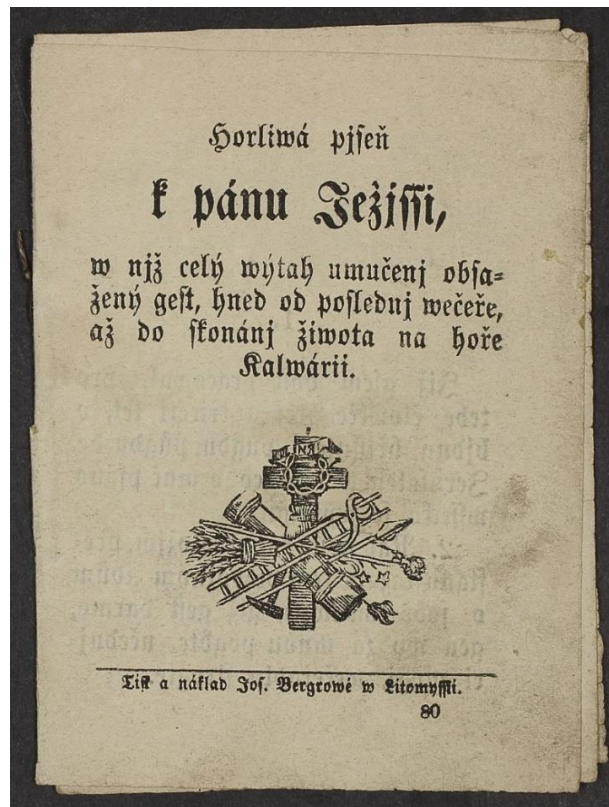 Horliwá pjseň
k pánu Ježjssi,
w njž celý wýtah umučenj obsa=
žený gest, hned od poslednj wečeře,
až do skonánj žiwota na hoře
Kalwárii.
Tisk a náklad Jos. Bergrowé w Litomyssli.
80